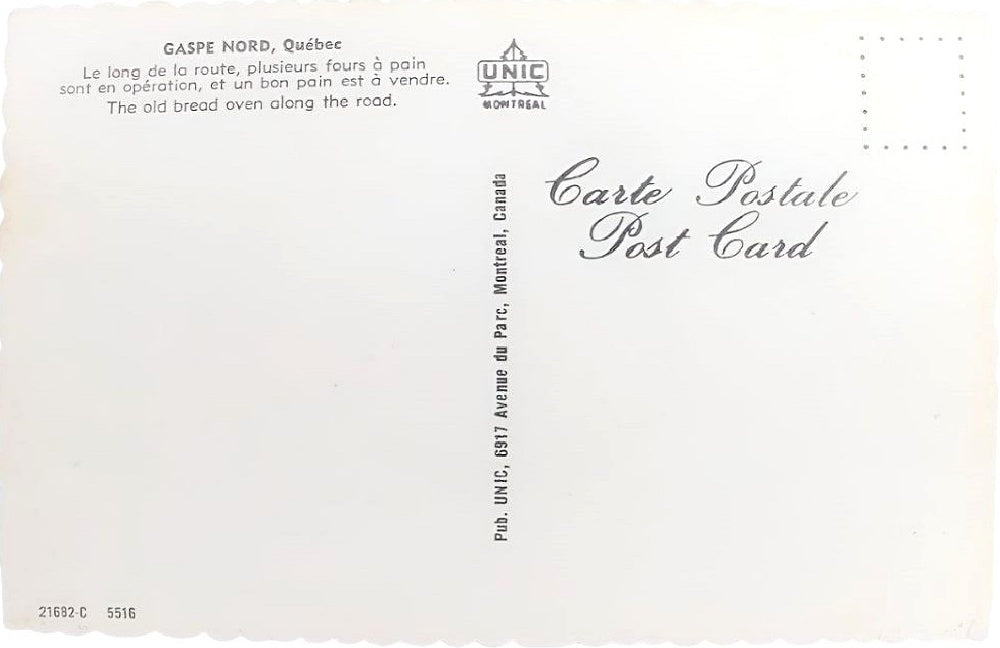 GASPE NORD, Québec
Le long de la route, plusieurs fours à pain
sont en opération, et un bon pain est à vendre.
The old bread oven along the road.
UNIC
MONTREAL
Carte Postale
Post Card
Pub. UNIC, 6917 Avenue du Parc, Montreal, Canada
21682-C 5516